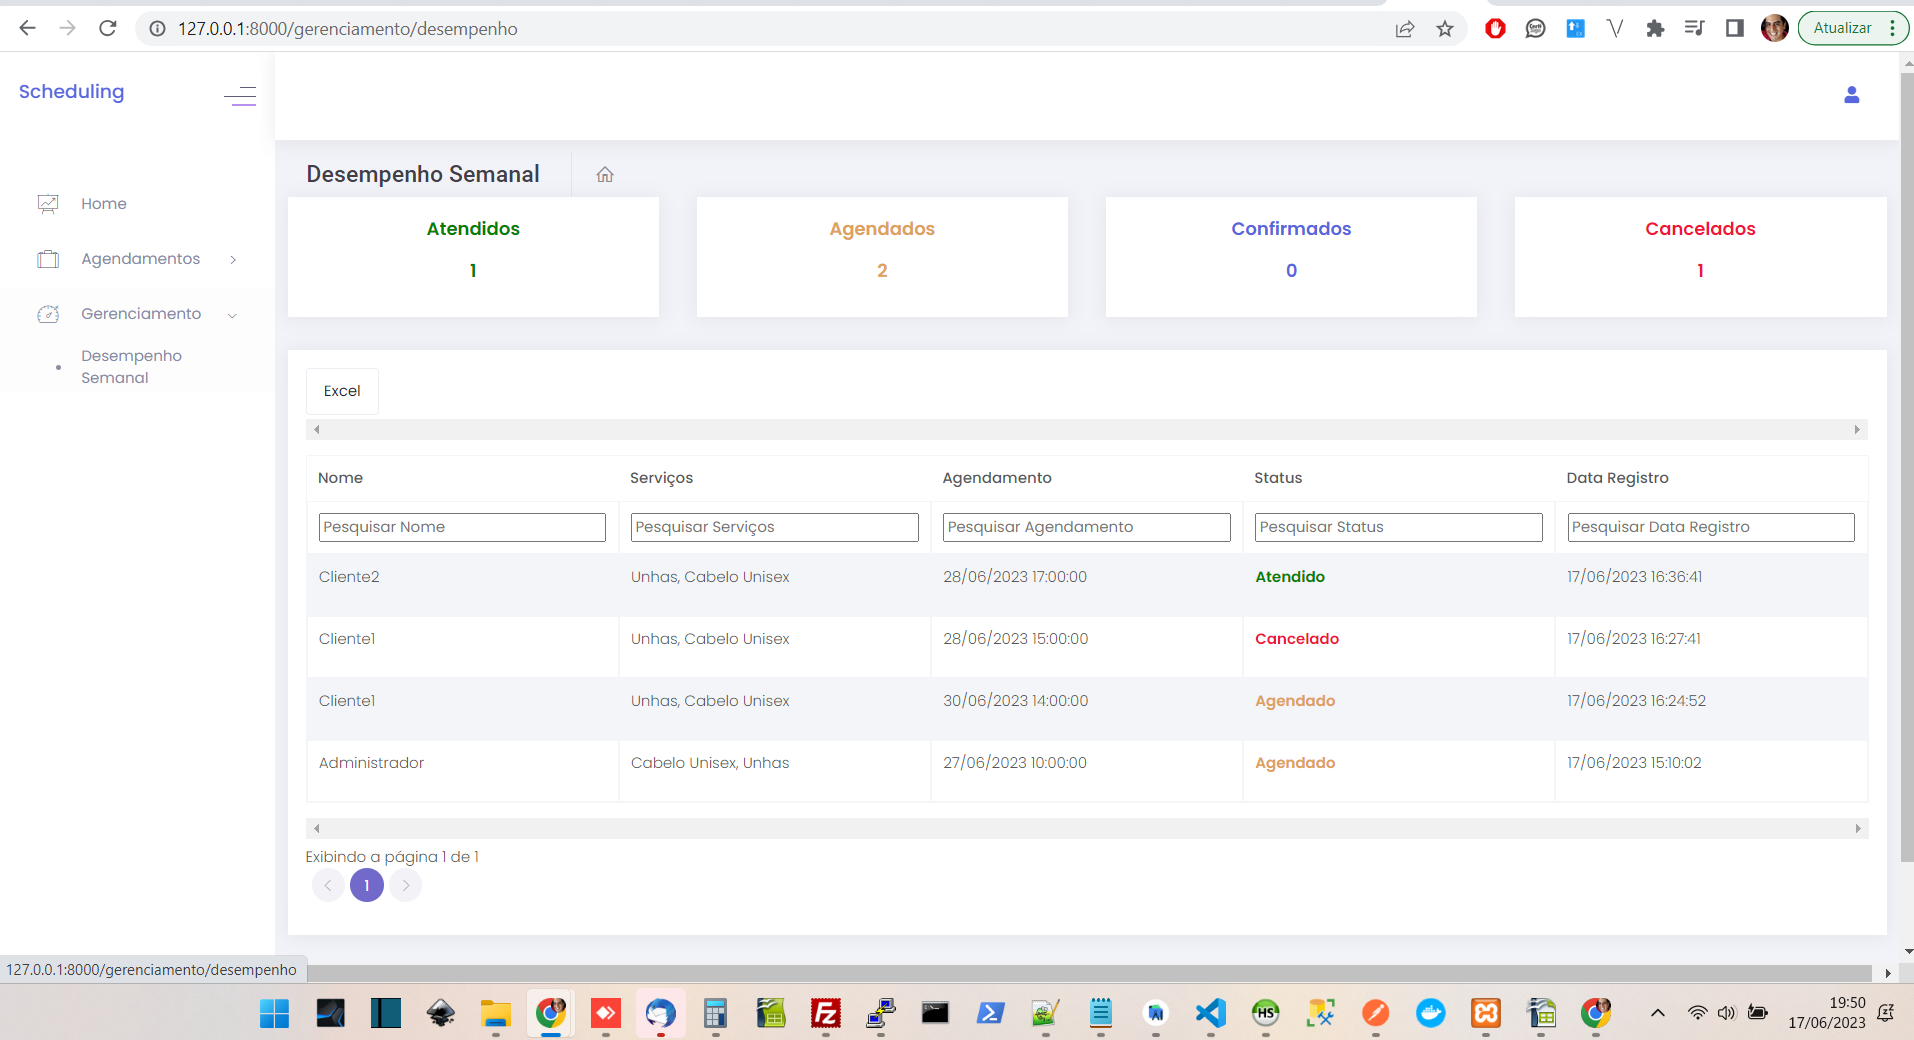 127.0.0.1:8000/gerenciamento/desempenho
Atualizar
Scheduling
Home
Agendamentos
Gerenciamento
Desempenho
Semanal
Desempenho Semanal
Atendidos
1
Agendados
2
Confirmados
0
Cancelados
1
Excel
Nome Serviços Agendamento Status Data Registro
Pesquisar Nome Pesquisar Serviços Pesquisar Agendamento Pesquisar Status Pesquisar Data Registro
Cliente2 Unhas, Cabelo Unisex 28/06/2023 17:00:00 Atendido 17/06/2023 16:36:41
Cliente1 Unhas, Cabelo Unisex 28/06/2023 15:00:00 Cancelado 17/06/2023 16:27:41
Cliente1 Unhas, Cabelo Unisex 30/06/2023 14:00:00 Agendado 17/06/2023 16:24:52
Administrador Cabelo Unisex, Unhas 27/06/2023 10:00:00 Agendado 17/06/2023 15:10:02
Exibindo a página 1 de 1
1
127.0.0.1:8000/gerenciamento/desempenho
Fz
HS
19:50
17/06/2023